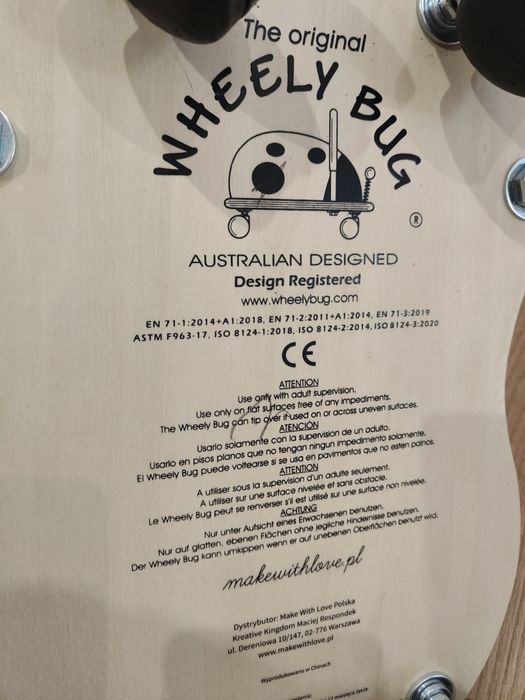 The original
WHEELY BUG
®
AUSTRALIAN DESIGNED
Design Registered
www.wheelybug.com
EN 71-1:2014+A1:2018, EN 71-2:2011+A1:2014, EN 71-3:2019
ASTM F963-17, ISO 8124-1:2018, ISO 8124-2:2014, ISO 8124-3:2020
CE
ATTENTION
Use only with adult supervision.
Use only on flat surfaces free of any impediments.
The Wheely Bug can tip over if used on or across uneven surfaces.
ATENCIÓN
Usarlo solamente con la supervision de un adulto.
Usarlo en pisos planos que no tengan ningun impedimento solamente.
El Wheely Bug puede voltearse si se usa en pavimentos que no esten palnos.
ATTENTION
A utiliser sous la supervision d'un adulte seulement.
A utiliser sur une surface nivelée et sans obstacle.
Le Wheely Bug peut se renverser s'il est utilisé sur une surface non nivelée.
ACHTUNG
Nur unter Aufsicht eines Erwachsenen benutzen.
Nur auf glatten, ebenen Flächen ohne jegliche Hindernisse benutzen.
Der Wheely Bug kann umkippen wenn er auf unebenen Oberflächen benutzt wird.
makewithlove.pl
Dystrybutor: Make With Love Polska
Kreative Kingdom Maciej Respondek
ul. Dereniowa 10/147, 02-776 Warszawa
www.makewithlove.pl
Wyprodukowano w Chinach
12 miesiąca życia.